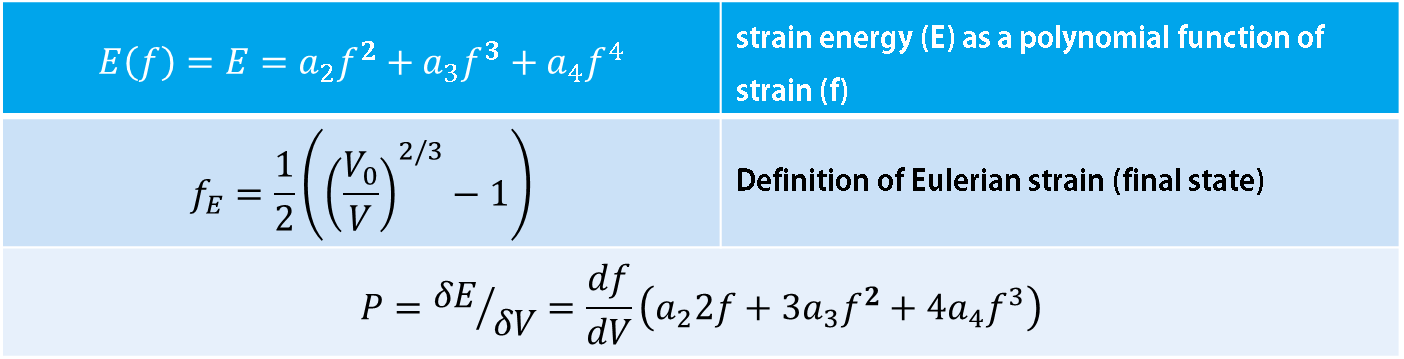 E(f) = E = a₂f² + a₃f³ + a₄f⁴
strain energy (E) as a polynomial function of
strain (f)
f_E = 1/2((V₀/V)^{2/3} − 1)
Definition of Eulerian strain (final state)
P = δE/δV = df/dV (a₂2f + 3a₃f² + 4a₄f³)